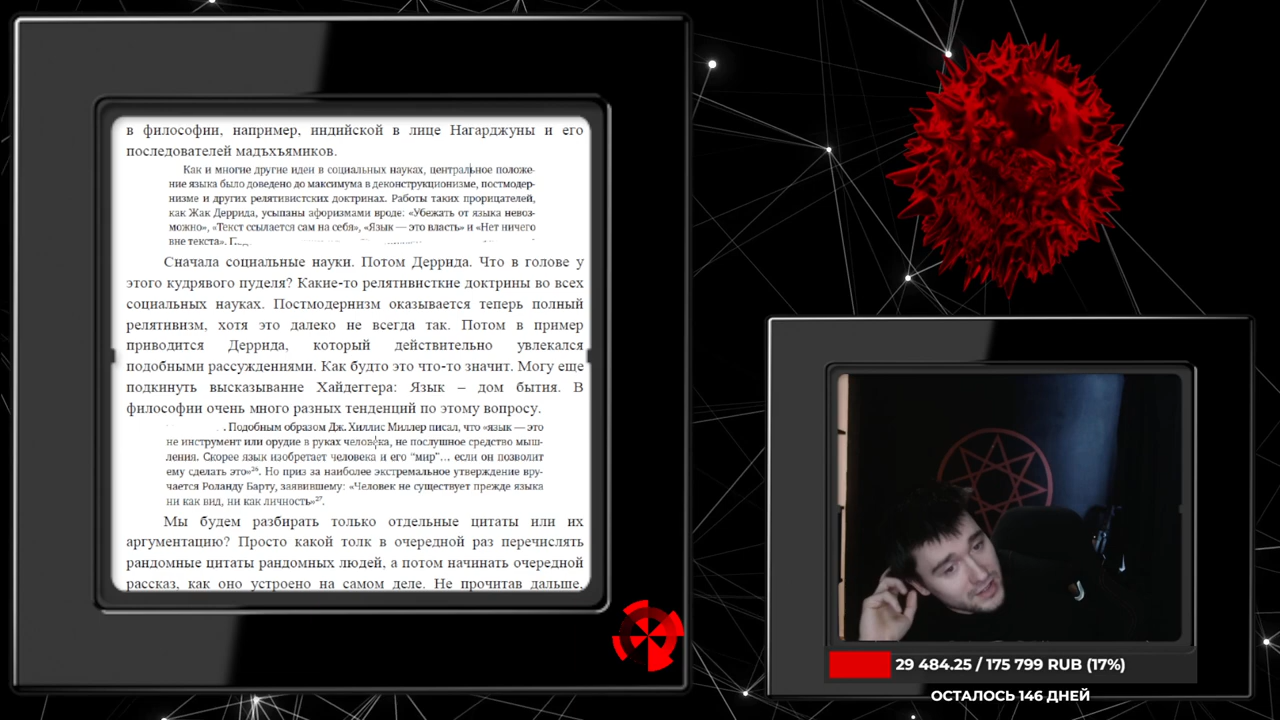 в философии, например, индийской в лице Нагарджуны и его
последователей мадъхъямиков.
Как и многие другие идеи в социальных науках, центральное положе-
ние языка было доведено до максимума в деконструкционизме, постмодер-
низме и других релятивистских доктринах. Работы таких прорицателей,
как Жак Деррида, усыпаны афоризмами вроде: «Убежать от языка невоз-
можно», «Текст ссылается сам на себя», «Язык — это власть» и «Нет ничего
вне текста».
Сначала социальные науки. Потом Деррида. Что в голове у
этого кудрявого пуделя? Какие-то релятивисткие доктрины во всех
социальных науках. Постмодернизм оказывается теперь полный
релятивизм, хотя это далеко не всегда так. Потом в пример
приводится Деррида, который действительно увлекался
подобными рассуждениями. Как будто это что-то значит. Могу еще
подкинуть высказывание Хайдеггера: Язык – дом бытия. В
философии очень много разных тенденций по этому вопросу.
. Подобным образом Дж. Хиллис Миллер писал, что «язык — это
не инструмент или орудие в руках человека, не послушное средство мыш-
ления. Скорее язык изобретает человека и его “мир”... если он позволит
ему сделать это»²⁶. Но приз за наиболее экстремальное утверждение вру-
чается Роланду Барту, заявившему: «Человек не существует прежде языка
ни как вид, ни как личность»²⁷.
Мы будем разбирать только отдельные цитаты или их
аргументацию? Просто какой толк в очередной раз перечислять
рандомные цитаты рандомных людей, а потом начинать очередной
рассказ, как оно устроено на самом деле. Не прочитав дальше,
29 484.25 / 175 799 RUB (17%)
ОСТАЛОСЬ 146 ДНЕЙ